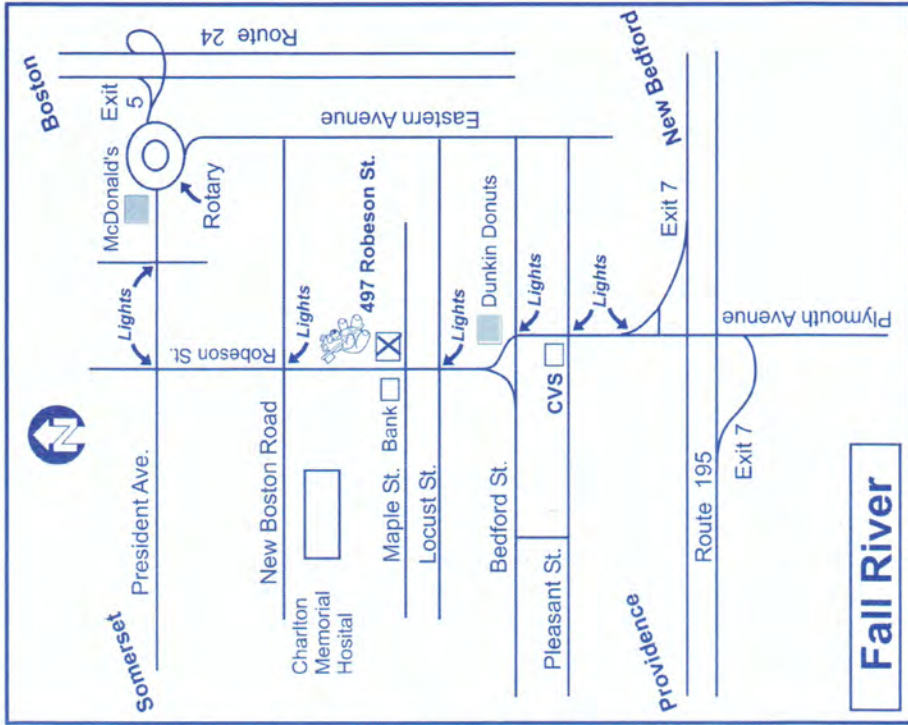 N
Somerset
Boston
President Ave.
Lights
McDonald's
Exit
5
Route 24
Rotary
Robeson St.
New Boston Road
Lights
Eastern Avenue
Charlton
Memorial
Hosital
497 Robeson St.
Maple St.
Bank
Locust St.
Lights
Dunkin Donuts
Bedford St.
Lights
CVS
Pleasant St.
Lights
Providence
New Bedford
Exit 7
Route 195
Exit 7
Plymouth Avenue
Fall River